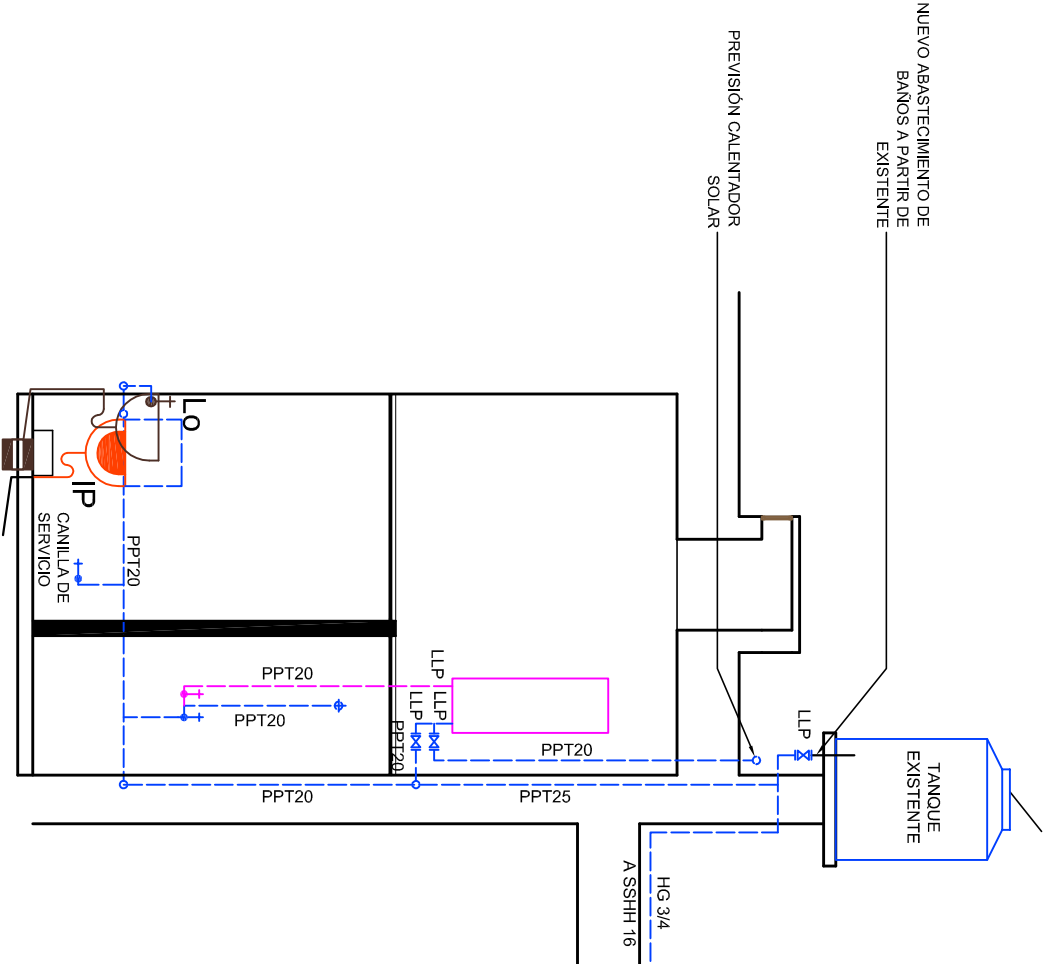 NUEVO ABASTECIMIENTO DE
BAÑOS A PARTIR DE
EXISTENTE
PREVISIÓN CALENTADOR
SOLAR
TANQUE
EXISTENTE
LLP
HG 3/4
A SSHH 16
PPT20
PPT25
LLP
LLP
LLP
PPT20
PPT20
PPT20
PPT20
PPT20
LO
IP
CANILLA DE
SERVICIO